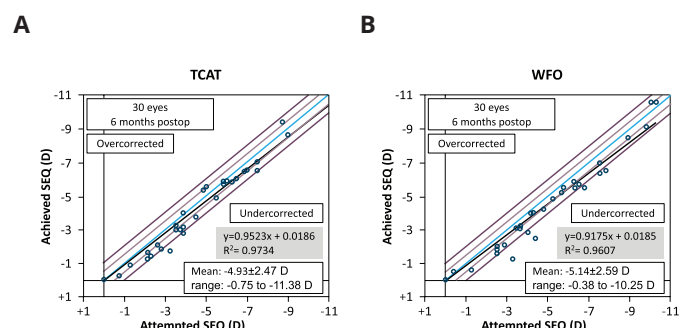 A
TCAT
-11
-9
-7
-5
-3
-1
+1
Achieved SEQ (D)
30 eyes
6 months postop
Overcorrected
Undercorrected
y=0.9523x + 0.0186
R²= 0.9734
Mean: -4.93±2.47 D
range: -0.75 to -11.38 D
+1 -1 -3 -5 -7 -9 -11
Attempted SEQ (D)
B
WFO
-11
-9
-7
-5
-3
-1
+1
Achieved SEQ (D)
30 eyes
6 months postop
Overcorrected
Undercorrected
y=0.9175x + 0.0185
R²= 0.9607
Mean: -5.14±2.59 D
range: -0.38 to -10.25 D
+1 -1 -3 -5 -7 -9 -11
Attempted SEQ (D)